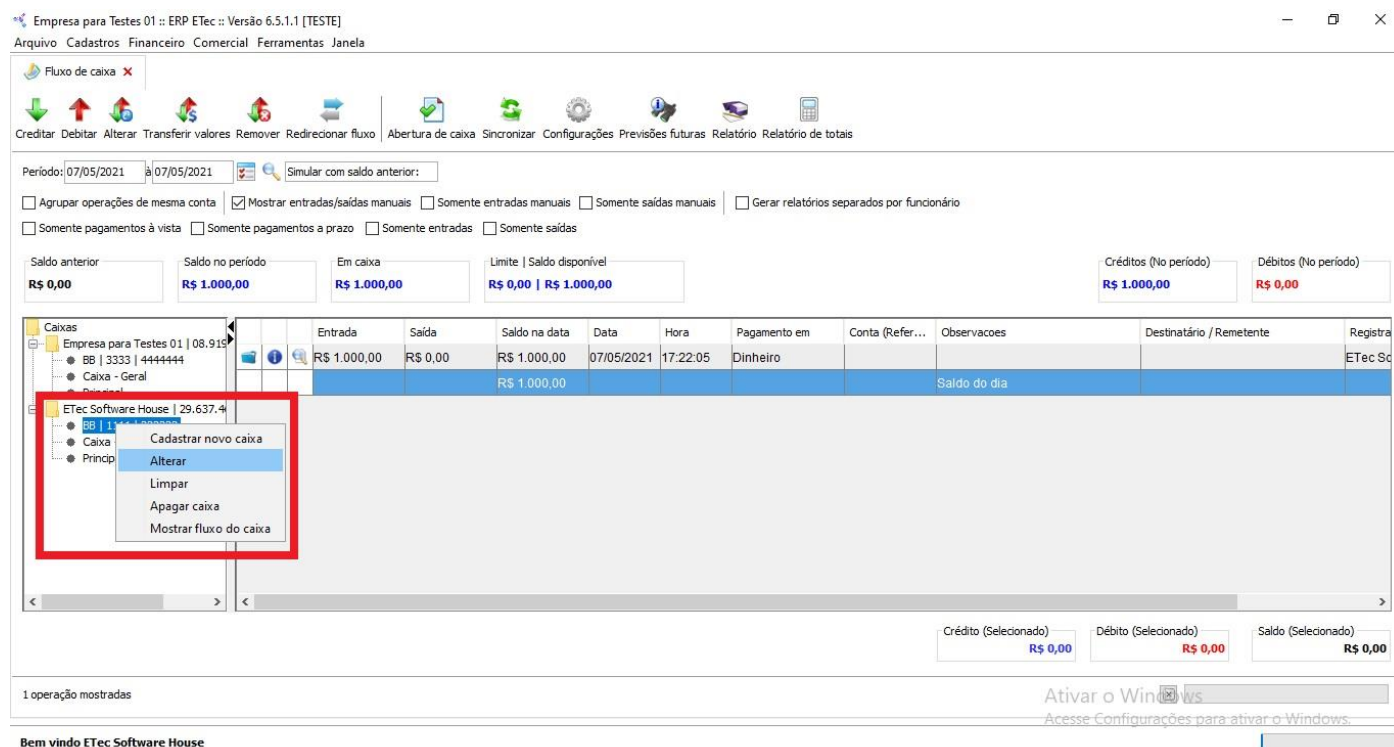 Empresa para Testes 01 :: ERP ETec :: Versão 6.5.1.1 [TESTE]
Arquivo Cadastros Financeiro Comercial Ferramentas Janela
Fluxo de caixa
Creditar Debitar Alterar Transferir valores Remover Redirecionar fluxo Abertura de caixa Sincronizar Configurações Previsões futuras Relatório Relatório de totais
Período: 07/05/2021 à 07/05/2021 Simular com saldo anterior:
Agrupar operações de mesma conta Mostrar entradas/saídas manuais Somente entradas manuais Somente saídas manuais Gerar relatórios separados por funcionário
Somente pagamentos à vista Somente pagamentos a prazo Somente entradas Somente saídas
Saldo anterior Saldo no período Em caixa Limite | Saldo disponível Créditos (No período) Débitos (No período)
R$ 0,00 R$ 1.000,00 R$ 1.000,00 R$ 0,00 | R$ 1.000,00 R$ 1.000,00 R$ 0,00
Caixas Entrada Saída Saldo na data Data Hora Pagamento em Conta (Refer... Observacoes Destinatário / Remetente Registra
Empresa para Testes 01 | 08.919
BB | 3333 | 4444444 R$ 1.000,00 R$ 0,00 R$ 1.000,00 07/05/2021 17:22:05 Dinheiro ETec So
Caixa - Geral
R$ 1.000,00 Saldo do dia
Principal
ETec Software House | 29.637.4
BB |
Caixa
Princip
Cadastrar novo caixa
Alterar
Limpar
Apagar caixa
Mostrar fluxo do caixa
Crédito (Selecionado) Débito (Selecionado) Saldo (Selecionado)
R$ 0,00 R$ 0,00 R$ 0,00
1 operação mostradas
Ativar o Windows
Acesse Configurações para ativar o Windows.
Bem vindo ETec Software House